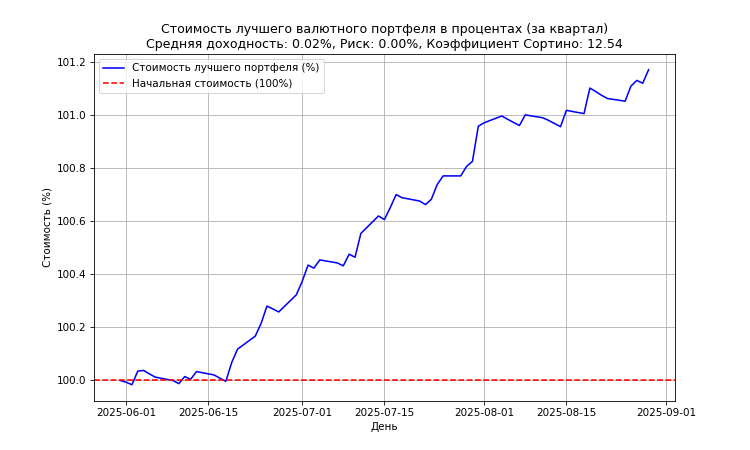 Стоимость лучшего валютного портфеля в процентах (за квартал)
Средняя доходность: 0.02%, Риск: 0.00%, Коэффициент Сортино: 12.54
Стоимость лучшего портфеля (%)
Начальная стоимость (100%)
Стоимость (%)
101.2
101.0
100.8
100.6
100.4
100.2
100.0
2025-06-01 2025-06-15 2025-07-01 2025-07-15 2025-08-01 2025-08-15 2025-09-01
День